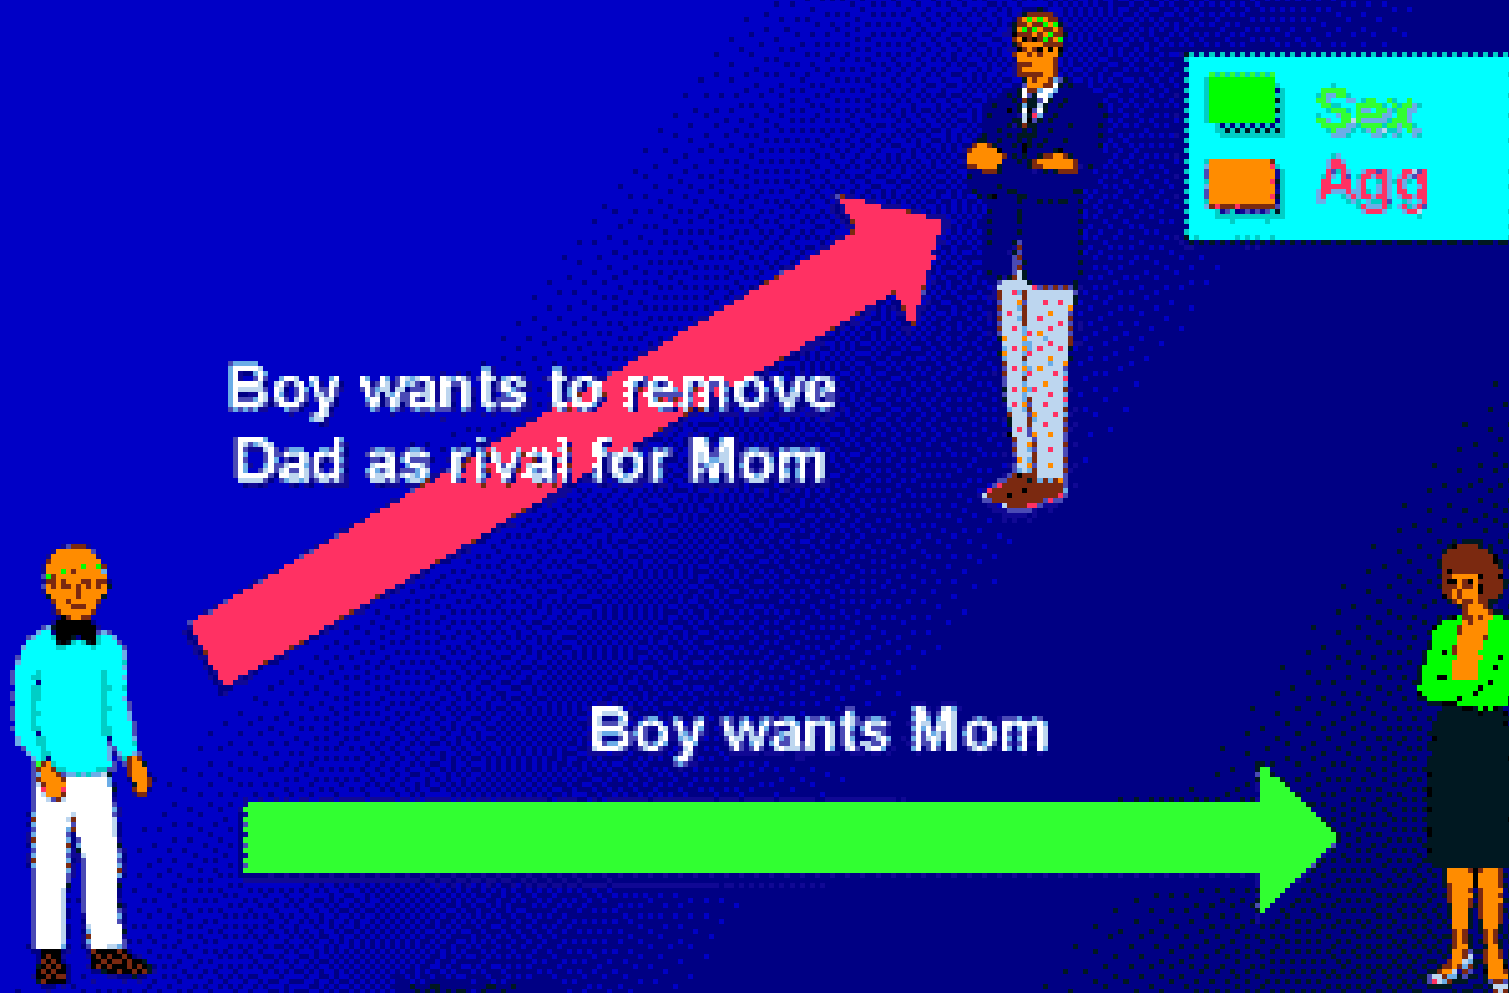 Sex
Agg
Boy wants to remove
Dad as rival for Mom
Boy wants Mom